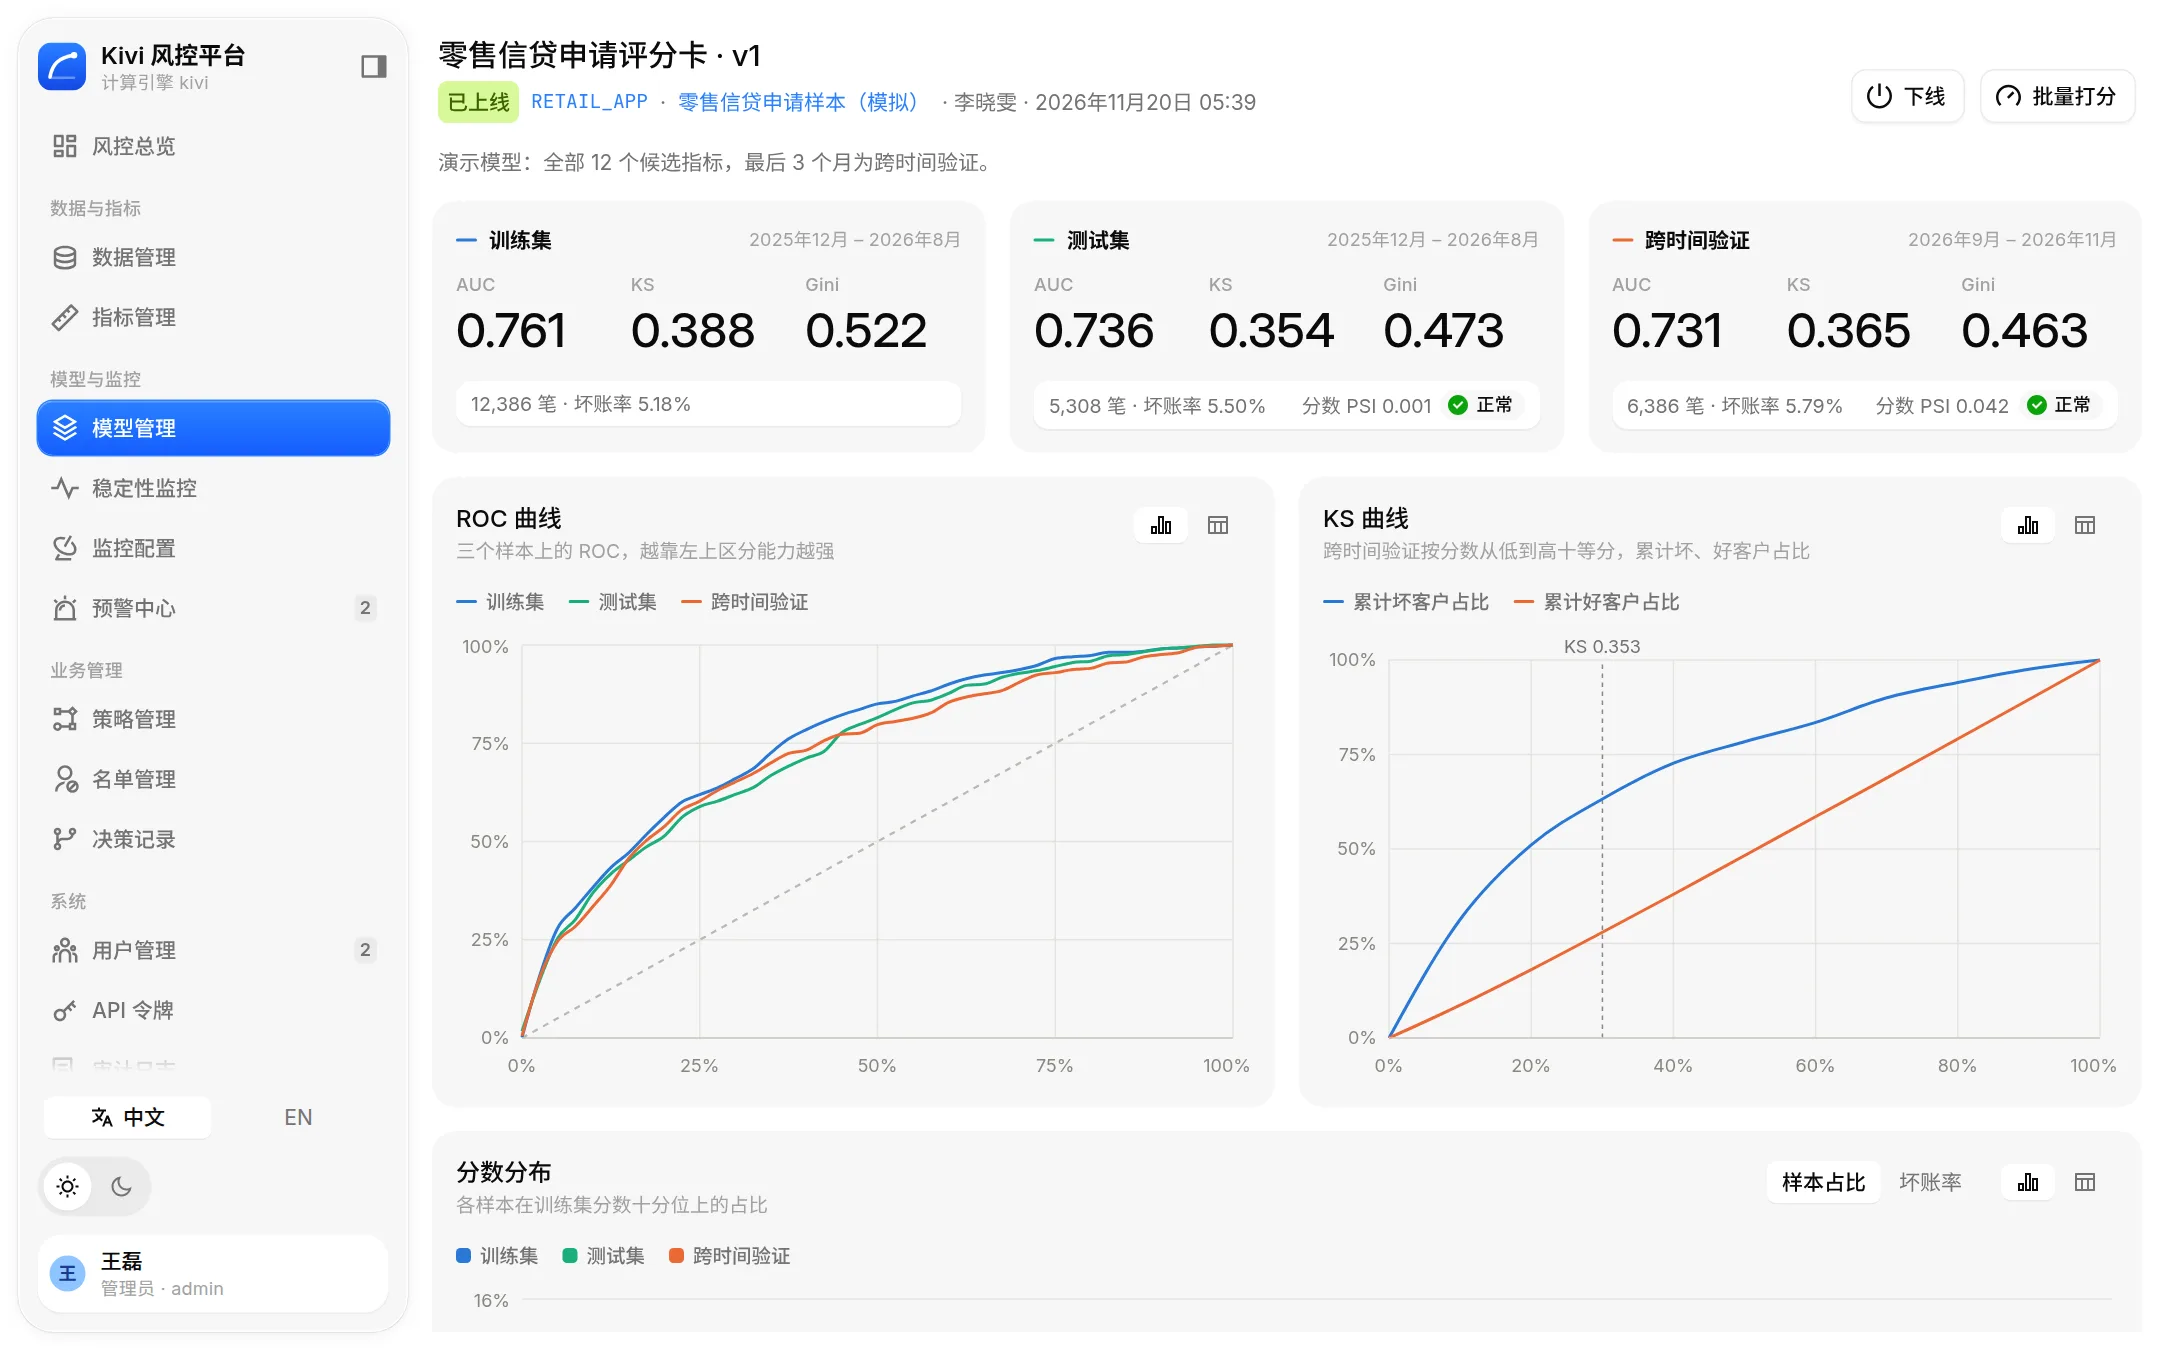 Kivi 风控平台
计算引擎 kivi
风控总览
数据与指标
数据管理
指标管理
模型与监控
模型管理
稳定性监控
监控配置
预警中心 2
业务管理
策略管理
名单管理
决策记录
系统
用户管理 2
API 令牌
中文 EN
王
王磊
管理员 · admin
零售信贷申请评分卡 · v1
已上线 RETAIL_APP · 零售信贷申请样本（模拟） · 李晓雯 · 2026年11月20日 05:39
下线 批量打分
演示模型：全部 12 个候选指标，最后 3 个月为跨时间验证。
训练集 2025年12月 – 2026年8月
AUC KS Gini
0.761 0.388 0.522
12,386 笔 · 坏账率 5.18%
测试集 2025年12月 – 2026年8月
AUC KS Gini
0.736 0.354 0.473
5,308 笔 · 坏账率 5.50% 分数 PSI 0.001 正常
跨时间验证 2026年9月 – 2026年11月
AUC KS Gini
0.731 0.365 0.463
6,386 笔 · 坏账率 5.79% 分数 PSI 0.042 正常
ROC 曲线
三个样本上的 ROC，越靠左上区分能力越强
训练集 测试集 跨时间验证
100%
75%
50%
25%
0%
0% 25% 50% 75% 100%
KS 曲线
跨时间验证按分数从低到高十等分，累计坏、好客户占比
累计坏客户占比 累计好客户占比
KS 0.353
100%
75%
50%
25%
0%
0% 20% 40% 60% 80% 100%
分数分布
各样本在训练集分数十分位上的占比
样本占比 坏账率
训练集 测试集 跨时间验证
16%